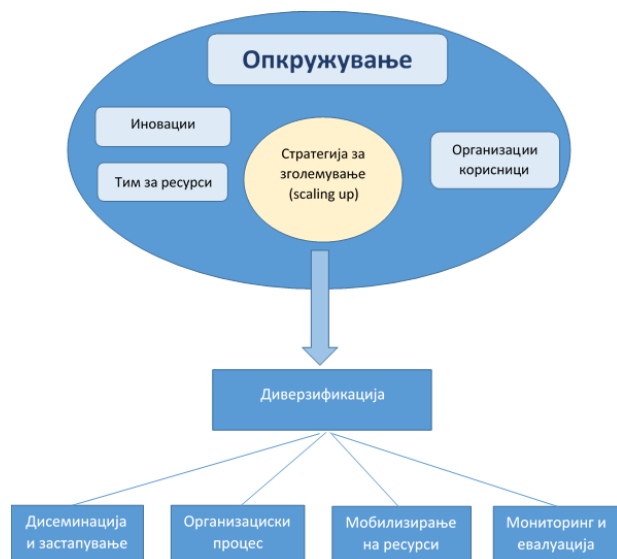 Опкружување
Иновации
Тим за ресурси
Стратегија за
зголемување
(scaling up)
Организации
корисници
Диверзификација
Дисеминација
и застапување
Организациски
процес
Мобилизирање
на ресурси
Мониторинг и
евалуација